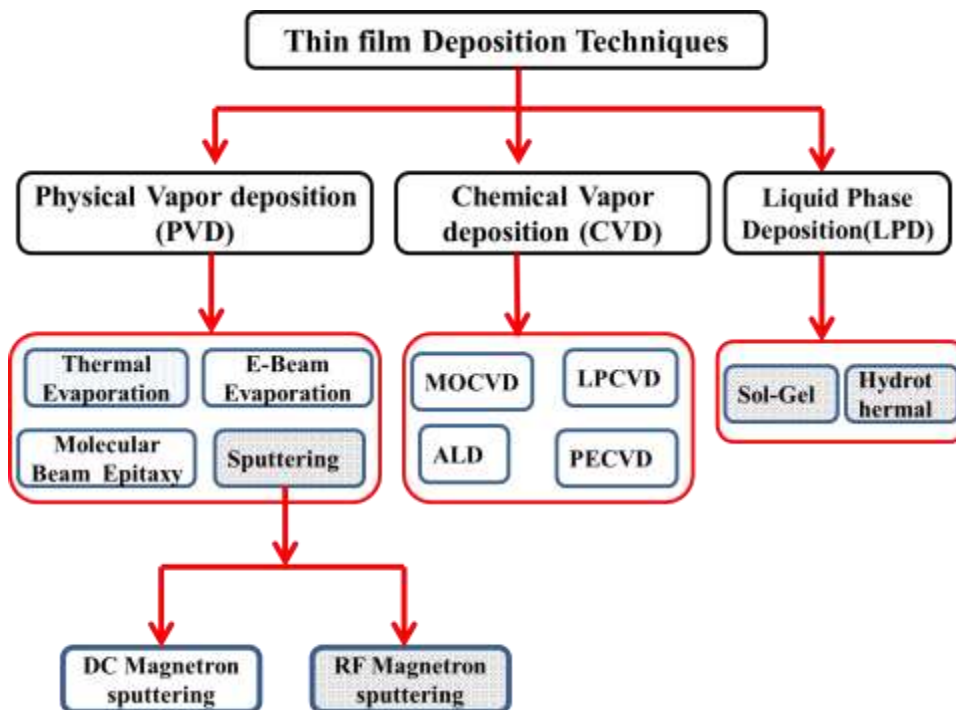 Thin film Deposition Techniques
Physical Vapor deposition
(PVD)
Chemical Vapor
deposition (CVD)
Liquid Phase
Deposition(LPD)
Thermal
Evaporation
E-Beam
Evaporation
Molecular
Beam Epitaxy
Sputtering
MOCVD
LPCVD
ALD
PECVD
Sol-Gel
Hydrot
hermal
DC Magnetron
sputtering
RF Magnetron
sputtering